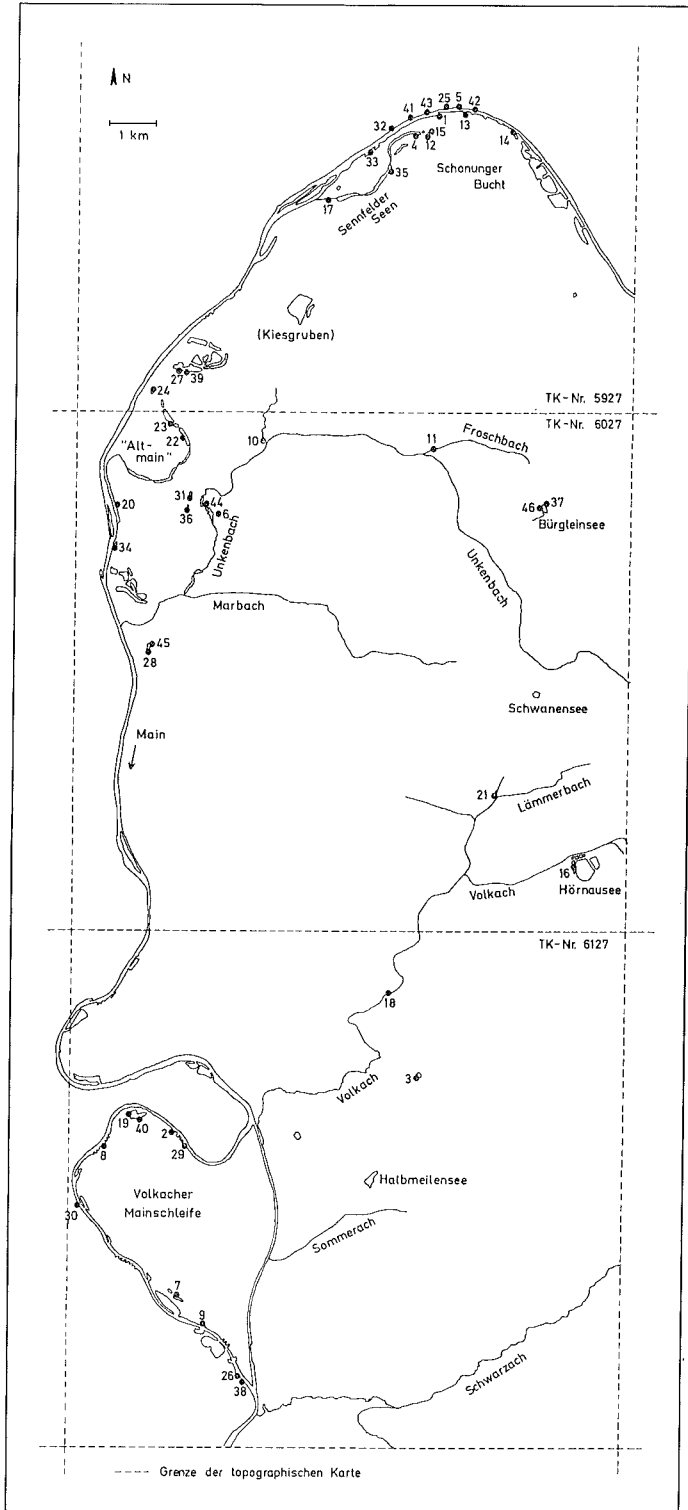 N
1 km
25 5 42
41 43
1 13
32
15
4 12
14
33
35
Schonunger
Bucht
17
Sennfelder
Seen
(Kiesgruben)
27 39
24
TK-Nr. 5927
TK-Nr. 6027
23
22
10
11
Froschbach
"Alt-
main"
31
44
37
20
36
6
46
Bürgleinsee
34
Unkenbach
Unkenbach
Marbach
45
28
Schwanensee
Main
21
Lämmerbach
16
Volkach
Hörnausee
TK-Nr. 6127
18
3
Volkach
19
40
2
8
29
Halbmeilensee
30
Volkacher
Mainschleife
Sommerach
7
9
26
38
Schwarzach
---- Grenze der topographischen Karte